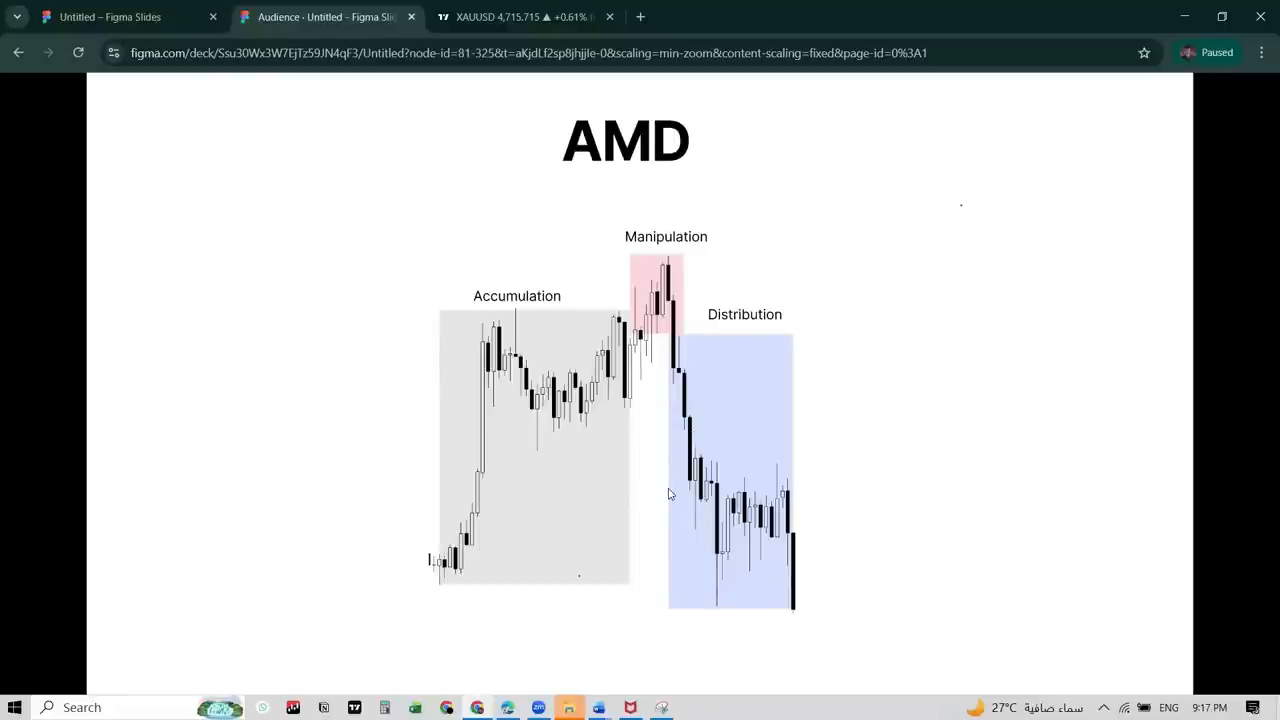 Untitled – Figma Slides
Audience · Untitled – Figma Sli
XAUUSD 4,715.715 ▲ +0.61%
figma.com/deck/Ssu30Wx3W7EjTz59JN4qF3/Untitled?node-id=81-325&t=aKjdLf2sp8jhjjle-0&scaling=min-zoom&content-scaling=fixed&page-id=0%3A1
Paused
AMD
Manipulation
Accumulation
Distribution
Search
27°C سماء صافية
ENG
9:17 PM